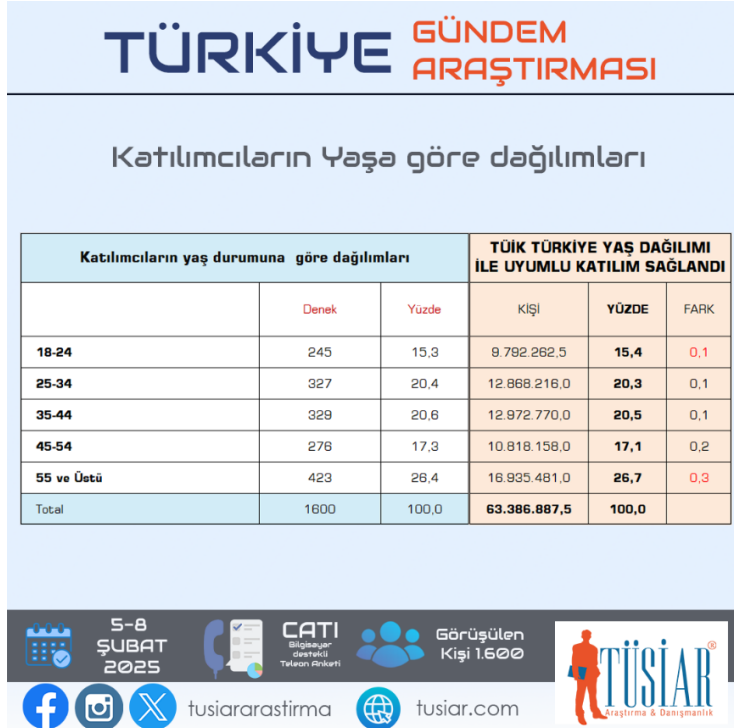 TÜRKİYE GÜNDEM ARAŞTIRMASI
Katılımcıların Yaşa göre dağılımları
Katılımcıların yaş durumuna göre dağılımları
TÜİK TÜRKİYE YAŞ DAĞILIMI
İLE UYUMLU KATILIM SAĞLANDI
Denek Yüzde KİŞİ YÜZDE FARK
18-24 245 15,3 9.792.262,5 15,4 0,1
25-34 327 20,4 12.868.216,0 20,3 0,1
35-44 329 20,6 12.972.770,0 20,5 0,1
45-54 276 17,3 10.818.158,0 17,1 0,2
55 ve Üstü 423 26,4 16.935.481,0 26,7 0,3
Total 1600 100,0 63.386.887,5 100,0
5-8
ŞUBAT
2025
CATI
Bilgisayar
destekli
Teleon Anketi
Görüşülen
Kişi 1.600
TÜSİAR®
Araştırma & Danışmanlık
tusiararastirma
tusiar.com